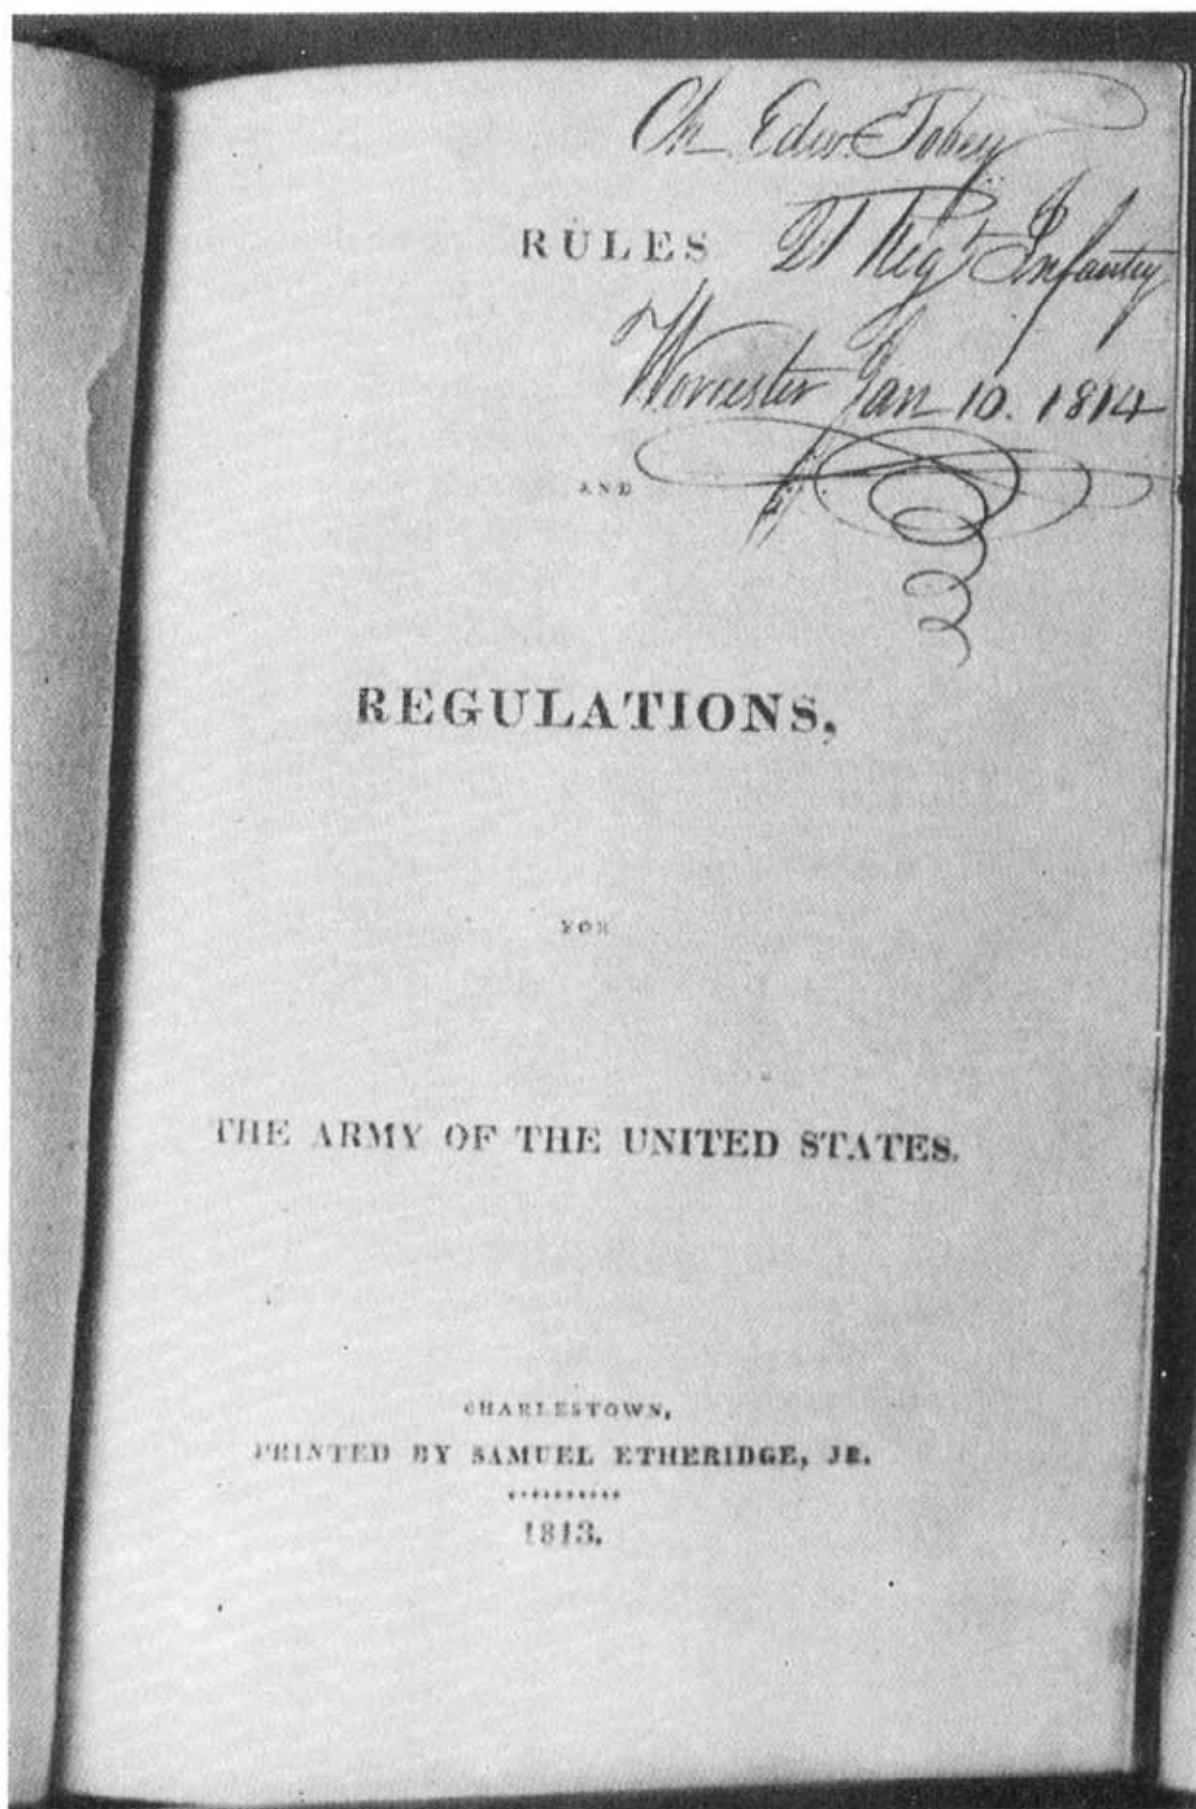 Ch. Edw. Tobey
21 Regt Infantry
Worcester Jan 10. 1814
RULES
AND
REGULATIONS,
FOR
THE ARMY OF THE UNITED STATES.
CHARLESTOWN,
PRINTED BY SAMUEL ETHERIDGE, JR.
1813.